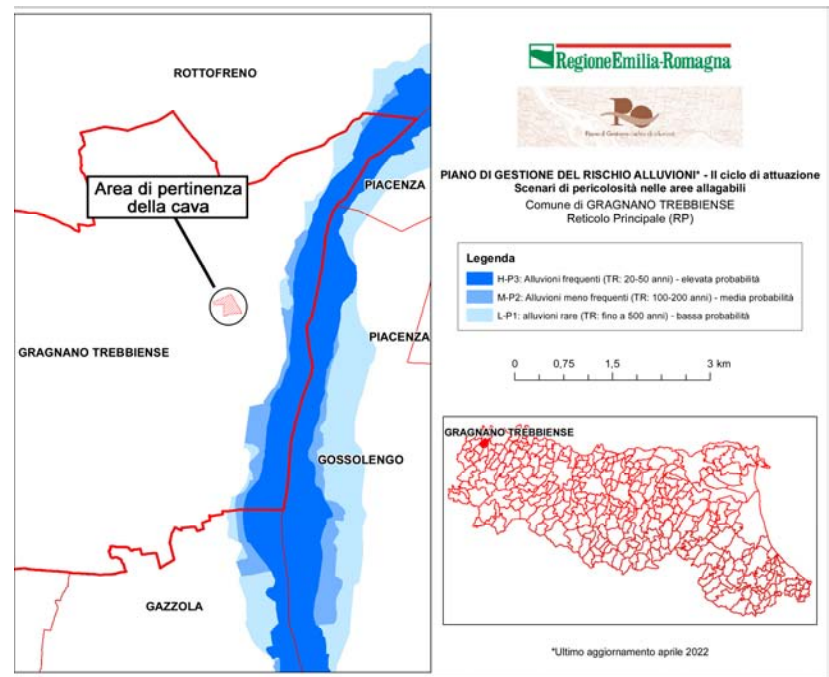 ROTTOFRENO
Area di pertinenza
della cava
PIACENZA
PIACENZA
GRAGNANO TREBBIENSE
GOSSOLENGO
GAZZOLA
RegioneEmilia-Romagna
PO
Piano di Gestione
PIANO DI GESTIONE DEL RISCHIO ALLUVIONI* - II ciclo di attuazione
Scenari di pericolosità nelle aree allagabili
Comune di GRAGNANO TREBBIENSE
Reticolo Principale (RP)
Legenda
H-P3: Alluvioni frequenti (TR: 20-50 anni) - elevata probabilità
M-P2: Alluvioni meno frequenti (TR: 100-200 anni) - media probabilità
L-P1: alluvioni rare (TR: fino a 500 anni) - bassa probabilità
0 0,75 1,5 3 km
GRAGNANO TREBBIENSE
*Ultimo aggiornamento aprile 2022